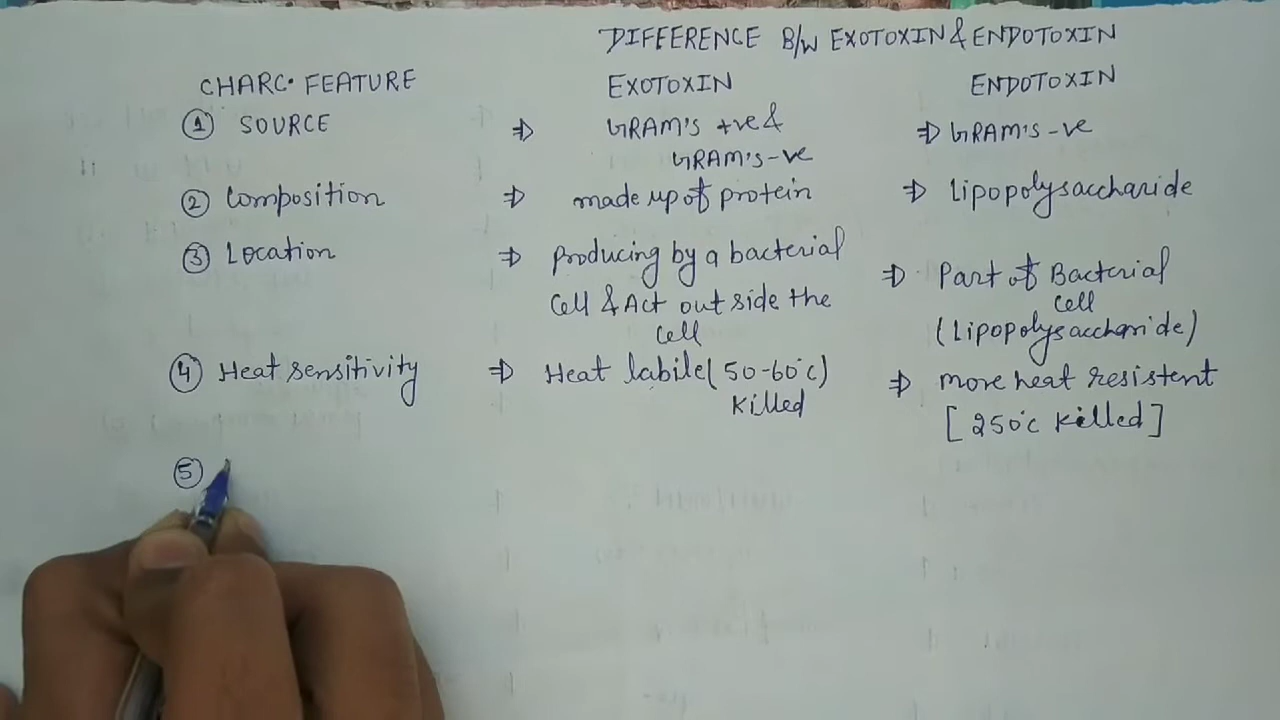 DIFFERENCE B/W EXOTOXIN & ENDOTOXIN
CHARC. FEATURE EXOTOXIN ENDOTOXIN
① SOURCE ⇒ GRAM'S +ve & ⇒ GRAM'S -ve
GRAM'S -ve
② Composition ⇒ made up of protein ⇒ Lipopolysaccharide
③ Location ⇒ Producing by a bacterial ⇒ Part of Bacterial
Cell & Act out side the cell
cell (Lipopolysaccharide)
④ Heat sensitivity ⇒ Heat labile (50-60°c) ⇒ more heat resistent
Killed [250°c killed]
⑤